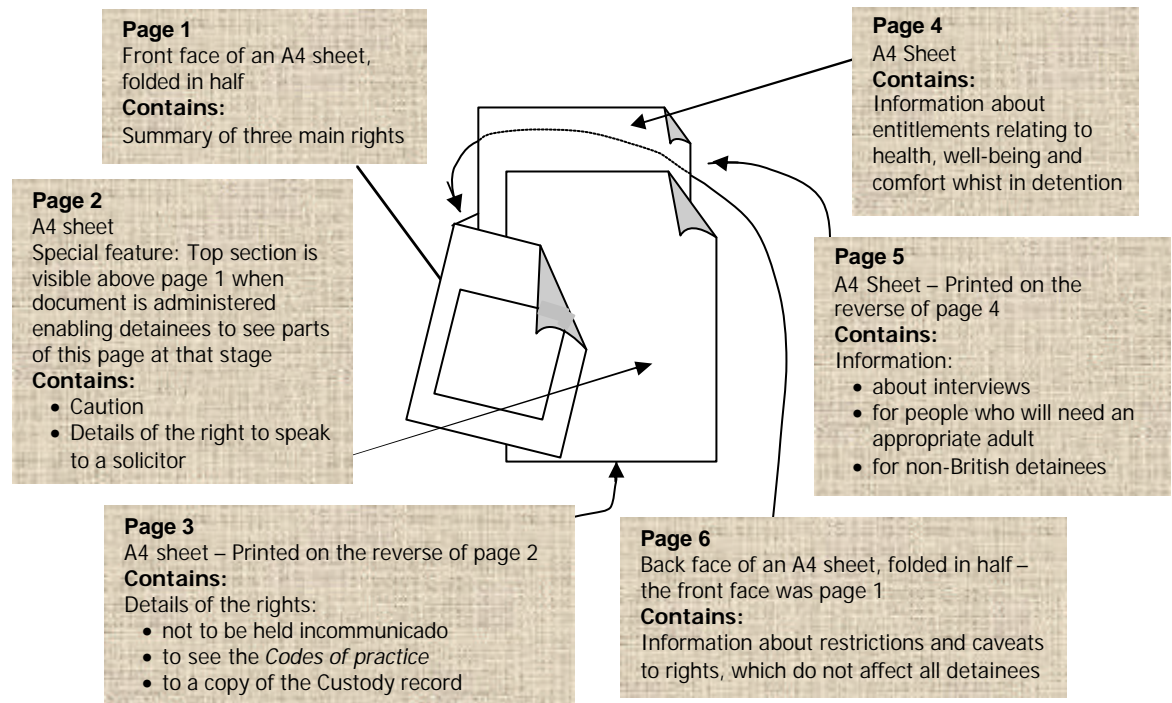 Page 1
Front face of an A4 sheet,
folded in half
Contains:
Summary of three main rights
Page 2
A4 sheet
Special feature: Top section is
visible above page 1 when
document is administered
enabling detainees to see parts
of this page at that stage
Contains:
• Caution
• Details of the right to speak
to a solicitor
Page 3
A4 sheet – Printed on the reverse of page 2
Contains:
Details of the rights:
• not to be held incommunicado
• to see the Codes of practice
• to a copy of the Custody record
Page 4
A4 Sheet
Contains:
Information about
entitlements relating to
health, well-being and
comfort whist in detention
Page 5
A4 Sheet – Printed on the
reverse of page 4
Contains:
Information:
• about interviews
• for people who will need an
appropriate adult
• for non-British detainees
Page 6
Back face of an A4 sheet, folded in half –
the front face was page 1
Contains:
Information about restrictions and caveats
to rights, which do not affect all detainees